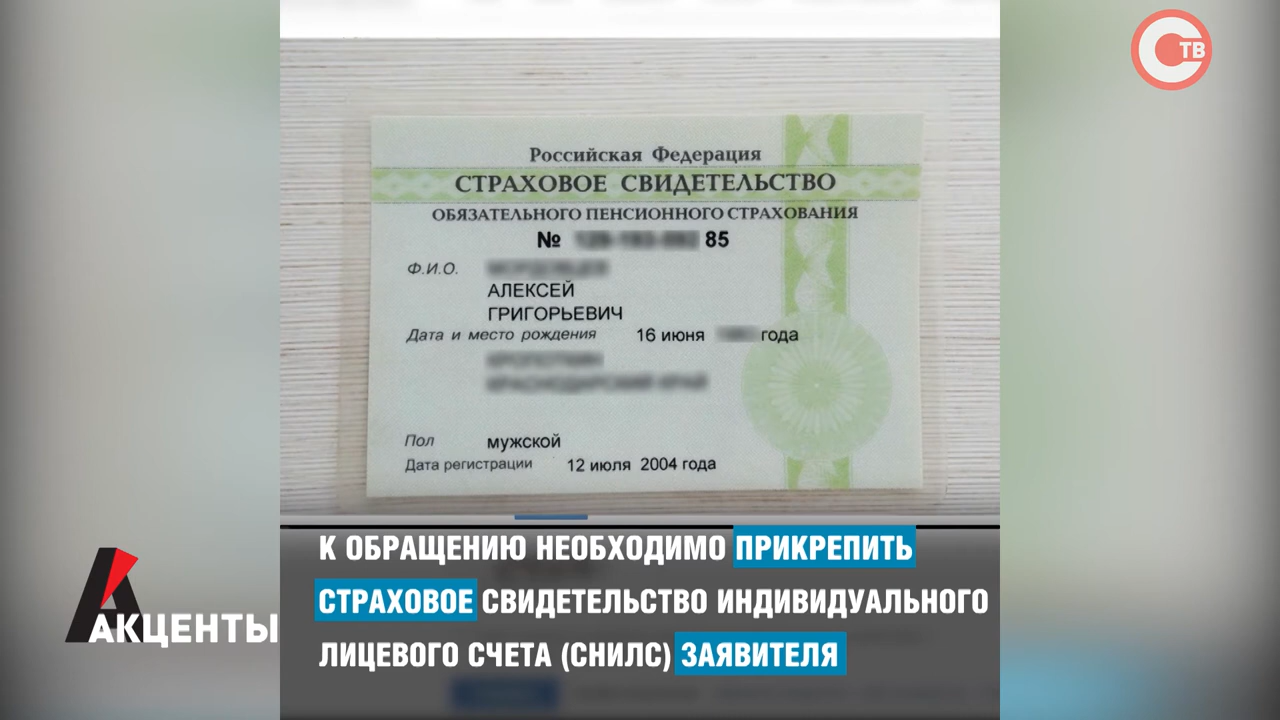 СТВ
Российская Федерация
СТРАХОВОЕ СВИДЕТЕЛЬСТВО
ОБЯЗАТЕЛЬНОГО ПЕНСИОННОГО СТРАХОВАНИЯ
№ 85
Ф.И.О.
АЛЕКСЕЙ
ГРИГОРЬЕВИЧ
Дата и место рождения 16 июня года
Пол мужской
Дата регистрации 12 июля 2004 года
К ОБРАЩЕНИЮ НЕОБХОДИМО ПРИКРЕПИТЬ
СТРАХОВОЕ СВИДЕТЕЛЬСТВО ИНДИВИДУАЛЬНОГО
ЛИЦЕВОГО СЧЕТА (СНИЛС) ЗАЯВИТЕЛЯ
АКЦЕНТЫ